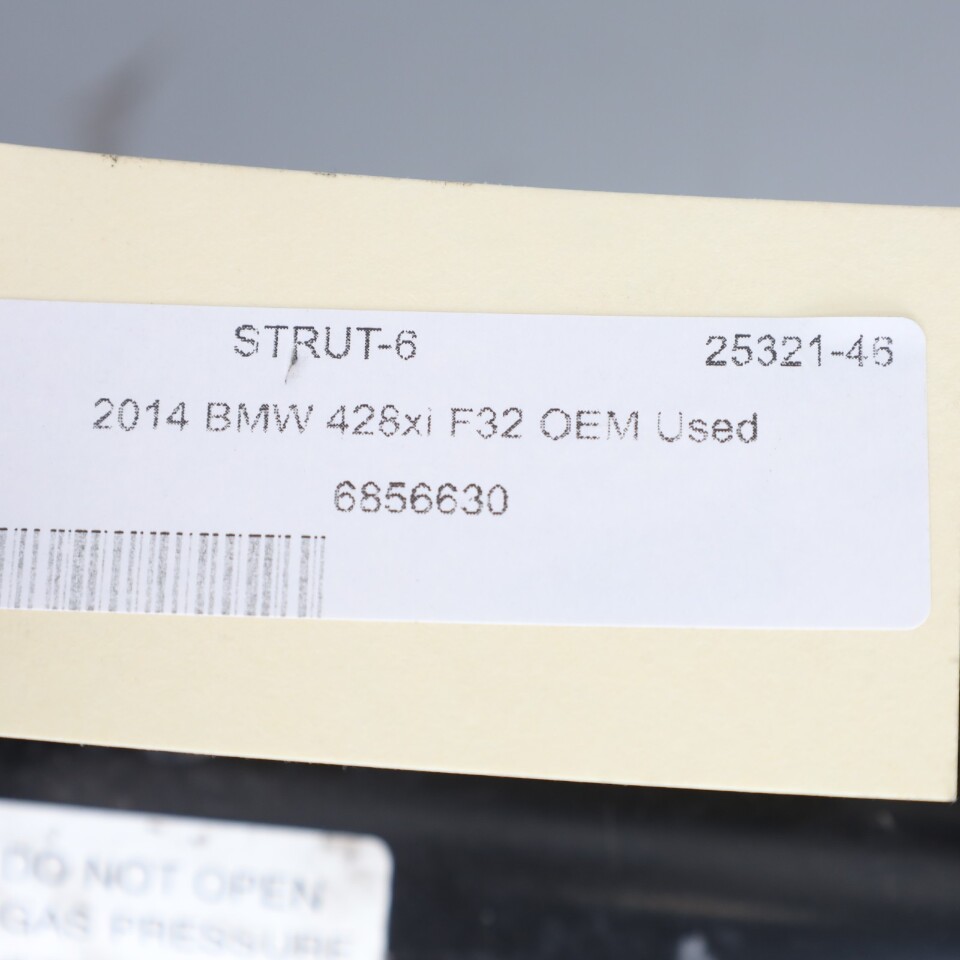 STRUT-6 25321-46
2014 BMW 428xi F32 OEM Used
6856630
DO NOT OPEN
GAS PRESSURE